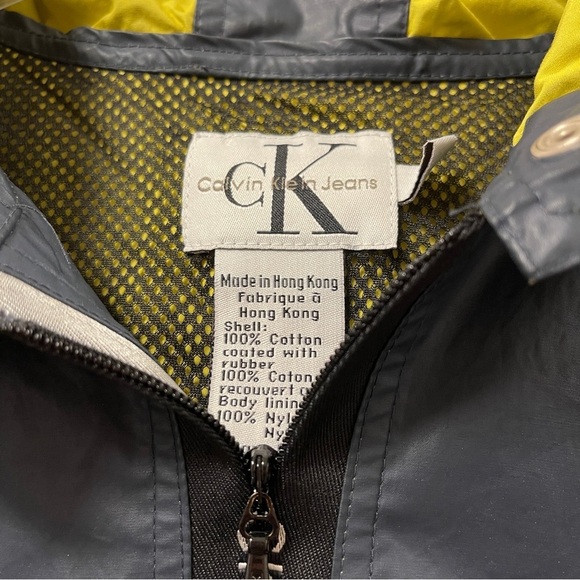 cK
Calvin Klein Jeans
Made in Hong Kong
Fabrique à
Hong Kong
Shell:
100% Cotton
coated with
rubber
100% Coton
recouvert
Body lining
100%